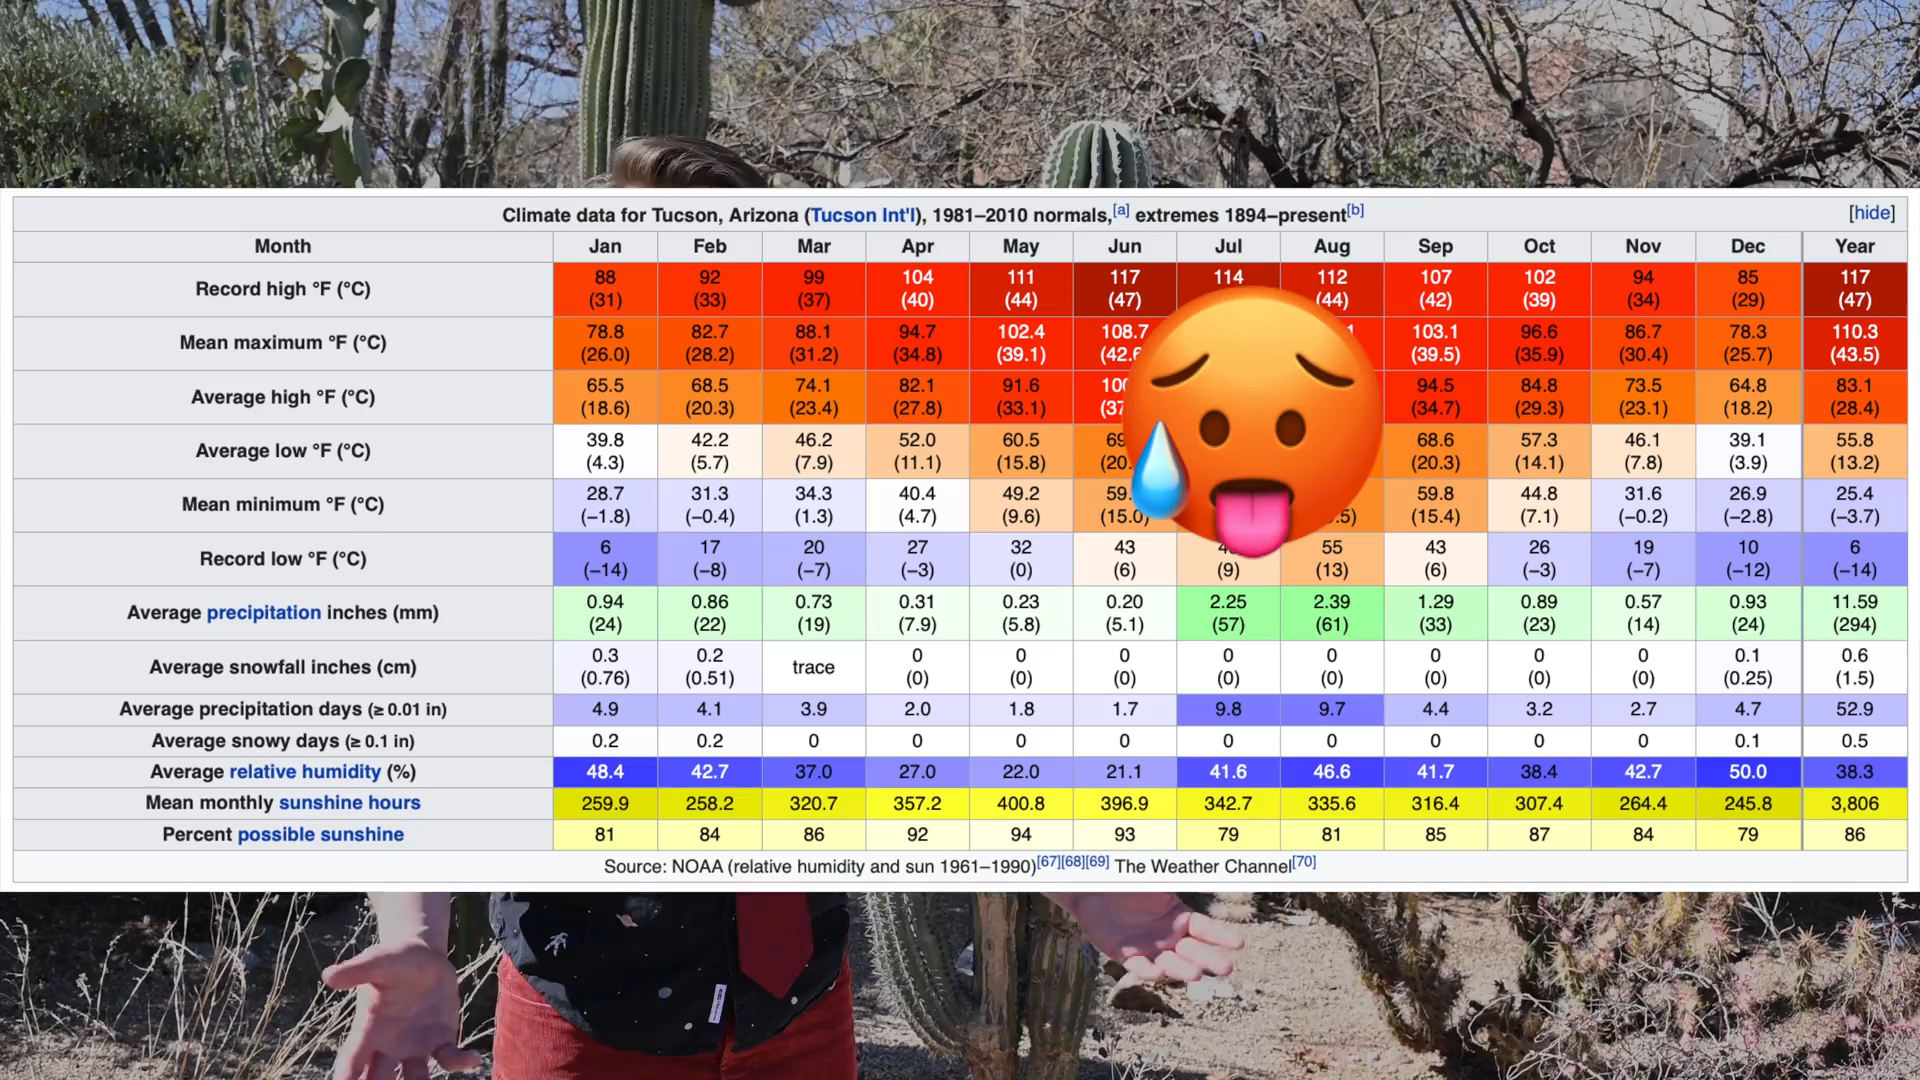 Climate data for Tucson, Arizona (Tucson Int'l), 1981–2010 normals,[a] extremes 1894–present[b] [hide]
Month Jan Feb Mar Apr May Jun Jul Aug Sep Oct Nov Dec Year
Record high °F (°C) 88 92 99 104 111 117 114 112 107 102 94 85 117
(31) (33) (37) (40) (44) (47) (44) (42) (39) (34) (29) (47)
Mean maximum °F (°C) 78.8 82.7 88.1 94.7 102.4 108.7 103.1 96.6 86.7 78.3 110.3
(26.0) (28.2) (31.2) (34.8) (39.1) (42.6 (39.5) (35.9) (30.4) (25.7) (43.5)
Average high °F (°C) 65.5 68.5 74.1 82.1 91.6 94.5 84.8 73.5 64.8 83.1
(18.6) (20.3) (23.4) (27.8) (33.1) (34.7) (29.3) (23.1) (18.2) (28.4)
Average low °F (°C) 39.8 42.2 46.2 52.0 60.5 68.6 57.3 46.1 39.1 55.8
(4.3) (5.7) (7.9) (11.1) (15.8) (20.3) (14.1) (7.8) (3.9) (13.2)
Mean minimum °F (°C) 28.7 31.3 34.3 40.4 49.2 59.8 44.8 31.6 26.9 25.4
(−1.8) (−0.4) (1.3) (4.7) (9.6) (15.0) (15.4) (7.1) (−0.2) (−2.8) (−3.7)
Record low °F (°C) 6 17 20 27 32 43 55 43 26 19 10 6
(−14) (−8) (−7) (−3) (0) (6) (9) (13) (6) (−3) (−7) (−12) (−14)
Average precipitation inches (mm) 0.94 0.86 0.73 0.31 0.23 0.20 2.25 2.39 1.29 0.89 0.57 0.93 11.59
(24) (22) (19) (7.9) (5.8) (5.1) (57) (61) (33) (23) (14) (24) (294)
Average snowfall inches (cm) 0.3 0.2 trace 0 0 0 0 0 0 0 0 0.1 0.6
(0.76) (0.51) (0) (0) (0) (0) (0) (0) (0) (0) (0.25) (1.5)
Average precipitation days (≥ 0.01 in) 4.9 4.1 3.9 2.0 1.8 1.7 9.8 9.7 4.4 3.2 2.7 4.7 52.9
Average snowy days (≥ 0.1 in) 0.2 0.2 0 0 0 0 0 0 0 0 0 0.1 0.5
Average relative humidity (%) 48.4 42.7 37.0 27.0 22.0 21.1 41.6 46.6 41.7 38.4 42.7 50.0 38.3
Mean monthly sunshine hours 259.9 258.2 320.7 357.2 400.8 396.9 342.7 335.6 316.4 307.4 264.4 245.8 3,806
Percent possible sunshine 81 84 86 92 94 93 79 81 85 87 84 79 86
Source: NOAA (relative humidity and sun 1961–1990)[67][68][69] The Weather Channel[70]